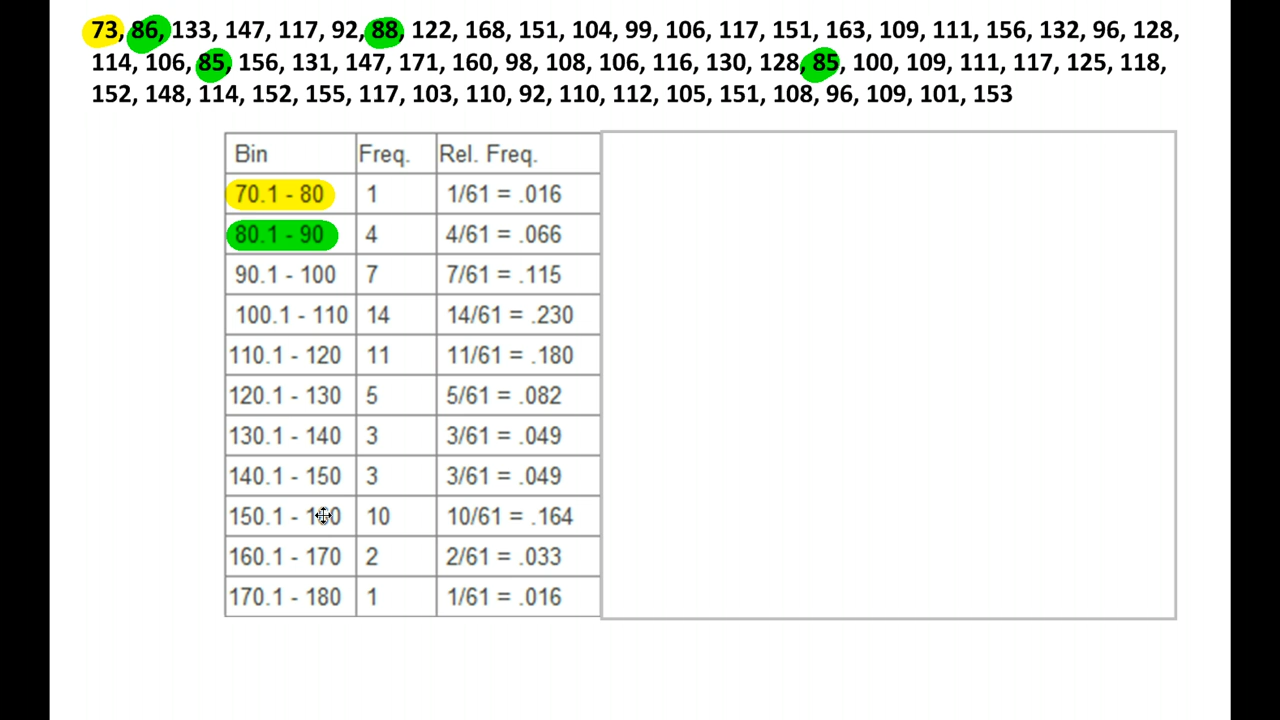 73, 86, 133, 147, 117, 92, 88, 122, 168, 151, 104, 99, 106, 117, 151, 163, 109, 111, 156, 132, 96, 128,
114, 106, 85, 156, 131, 147, 171, 160, 98, 108, 106, 116, 130, 128, 85, 100, 109, 111, 117, 125, 118,
152, 148, 114, 152, 155, 117, 103, 110, 92, 110, 112, 105, 151, 108, 96, 109, 101, 153
Bin Freq. Rel. Freq.
70.1 - 80 1 1/61 = .016
80.1 - 90 4 4/61 = .066
90.1 - 100 7 7/61 = .115
100.1 - 110 14 14/61 = .230
110.1 - 120 11 11/61 = .180
120.1 - 130 5 5/61 = .082
130.1 - 140 3 3/61 = .049
140.1 - 150 3 3/61 = .049
150.1 - 10 10/61 = .164
160.1 - 170 2 2/61 = .033
170.1 - 180 1 1/61 = .016